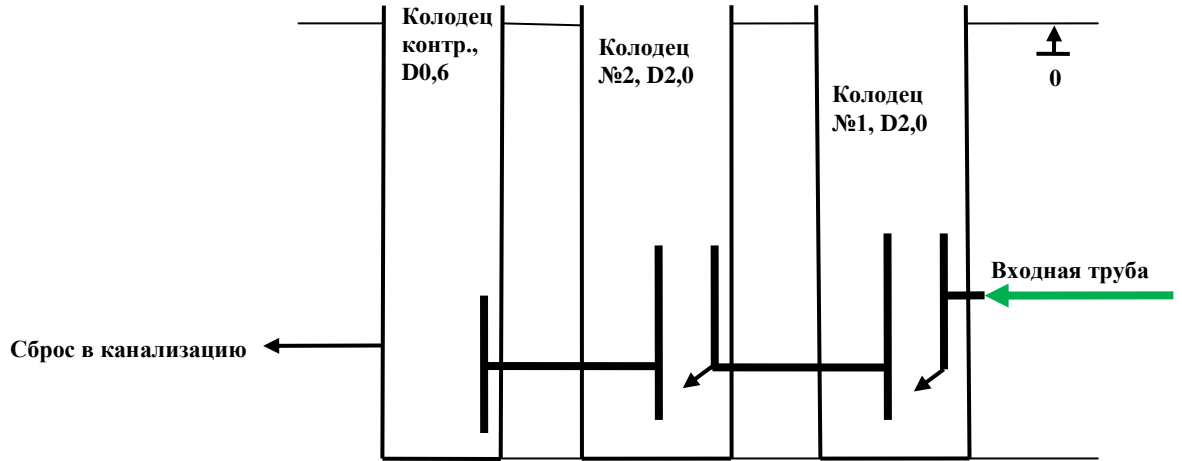 Колодец
контр.,
D0,6
Колодец
№2, D2,0
Колодец
№1, D2,0
0
Входная труба
Сброс в канализацию